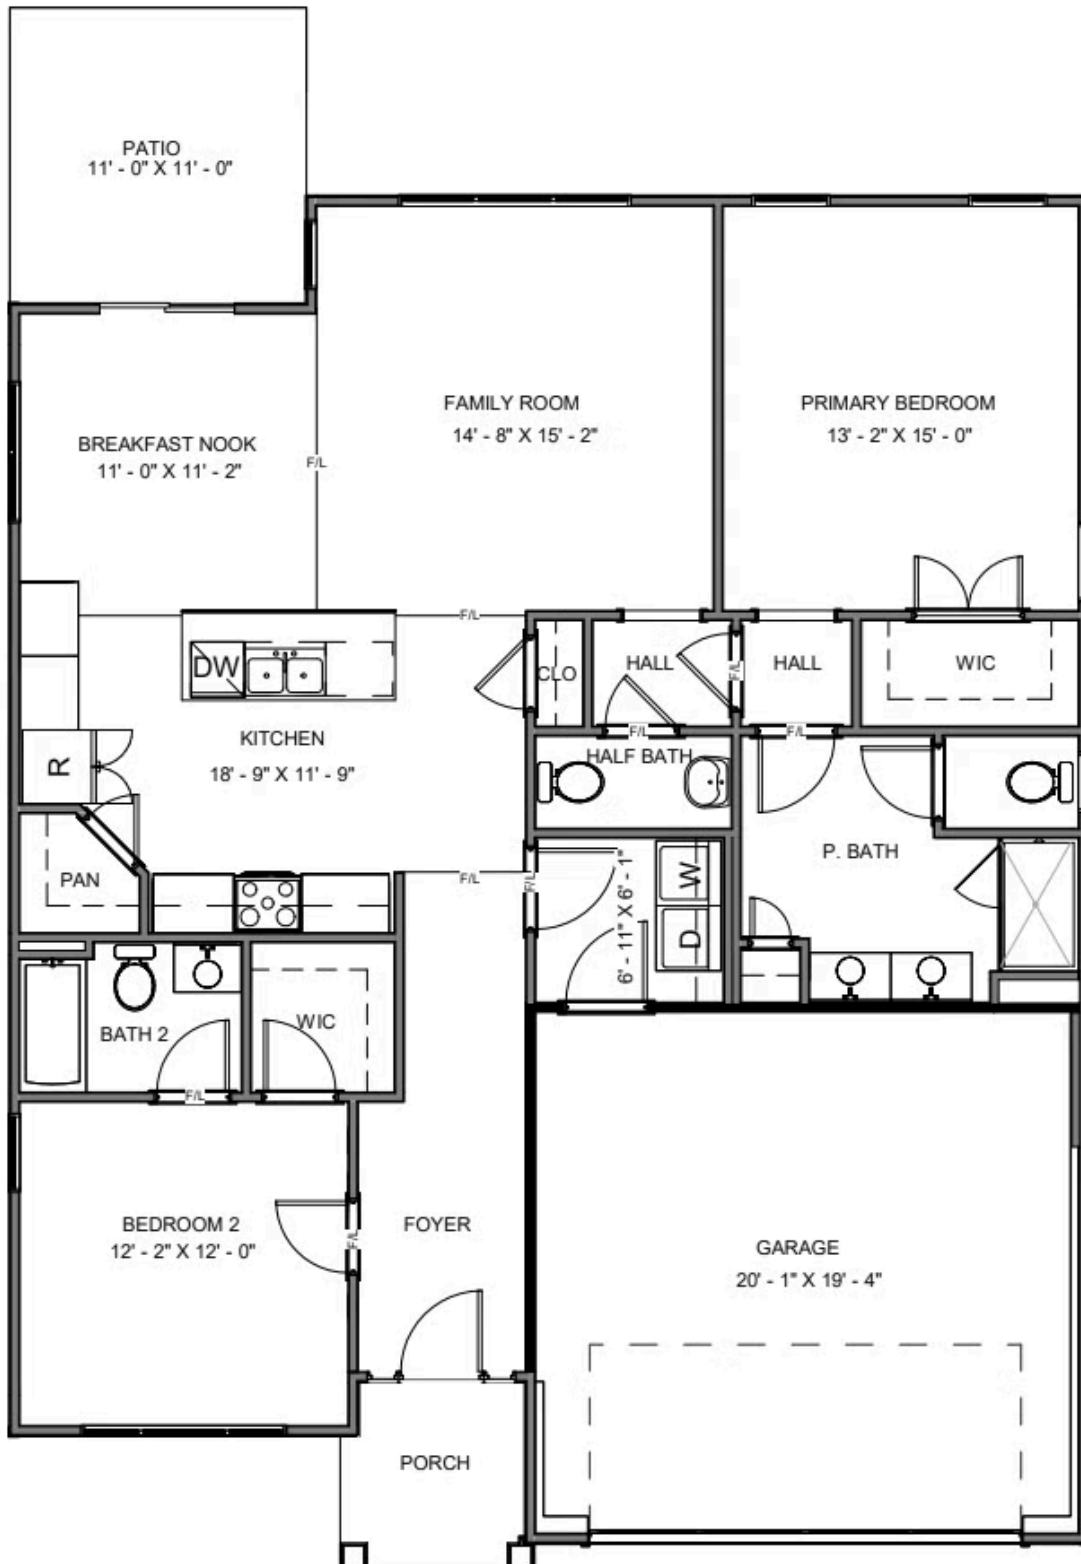 PATIO
11' - 0" X 11' - 0"
FAMILY ROOM
14' - 8" X 15' - 2"
PRIMARY BEDROOM
13' - 2" X 15' - 0"
BREAKFAST NOOK
11' - 0" X 11' - 2"
F/L
F/L
DW
CLO
HALL
F/L
HALL
WIC
R
KITCHEN
18' - 9" X 11' - 9"
F/L
F/L
HALF BATH
PAN
F/L
F/L
6' - 11" X 6' - 1"
W
D
P. BATH
BATH 2
WIC
F/L
BEDROOM 2
12' - 2" X 12' - 0"
F/L
FOYER
GARAGE
20' - 1" X 19' - 4"
PORCH